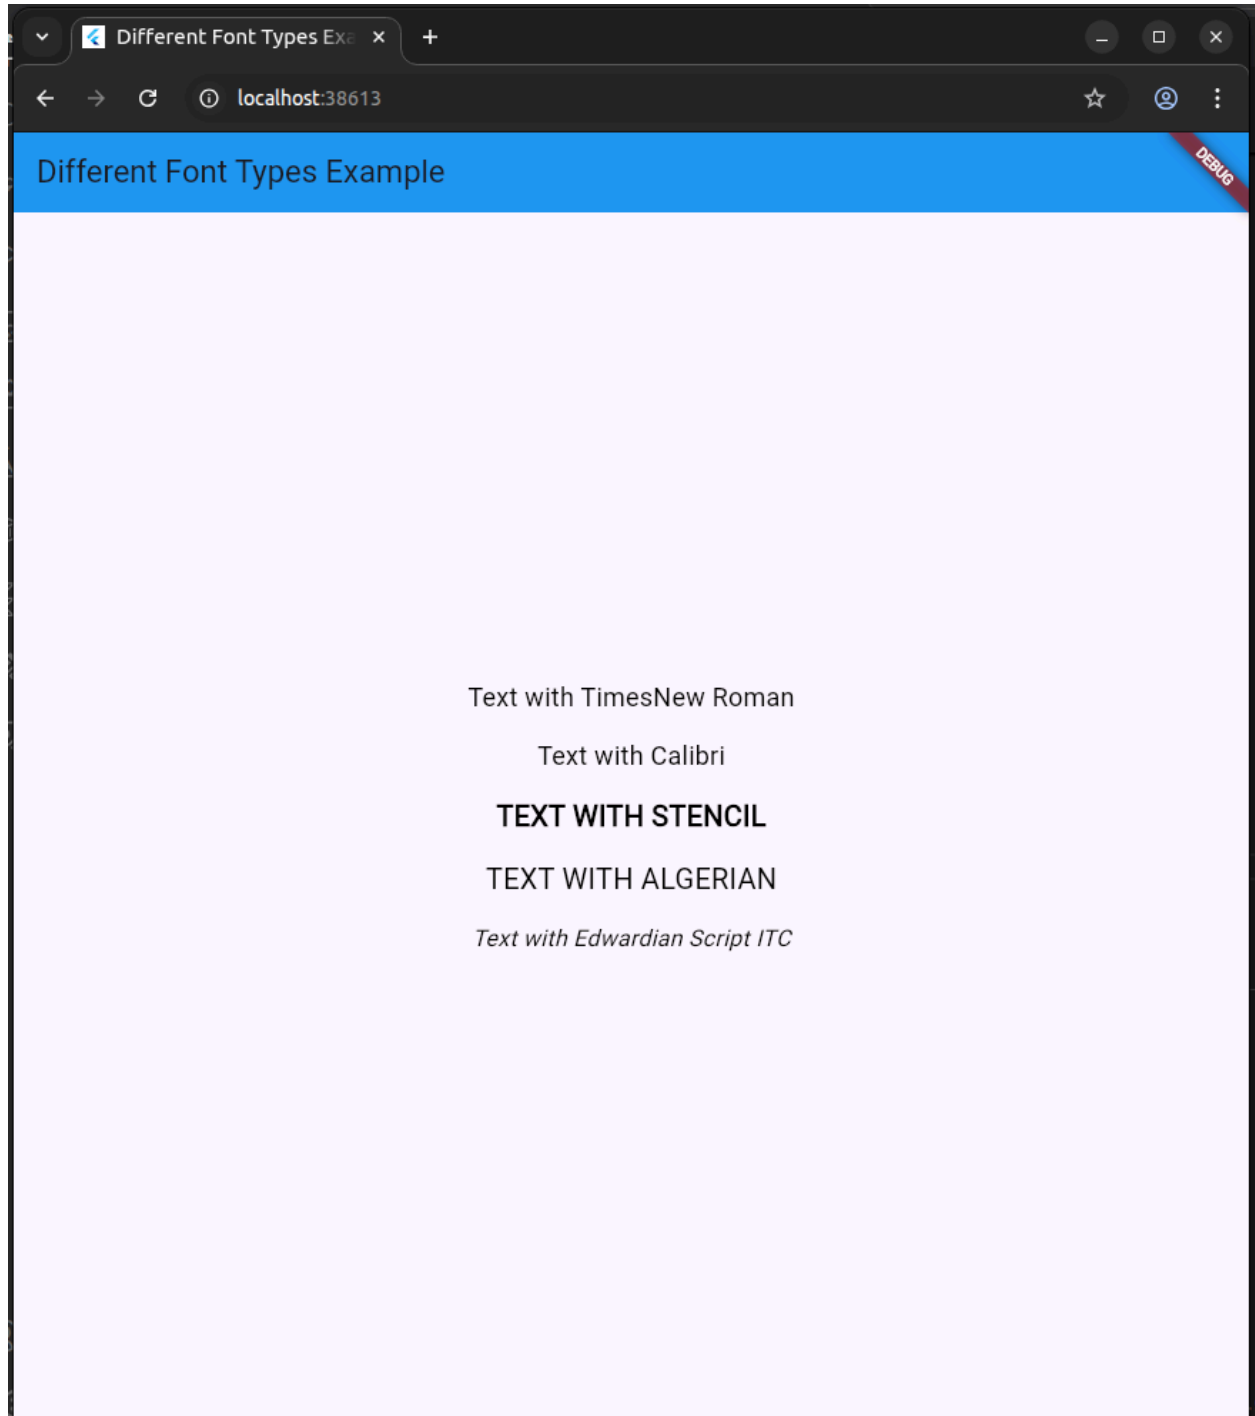 Different Font Types Exa
localhost:38613
Different Font Types Example
DEBUG
Text with TimesNew Roman
Text with Calibri
TEXT WITH STENCIL
TEXT WITH ALGERIAN
Text with Edwardian Script ITC